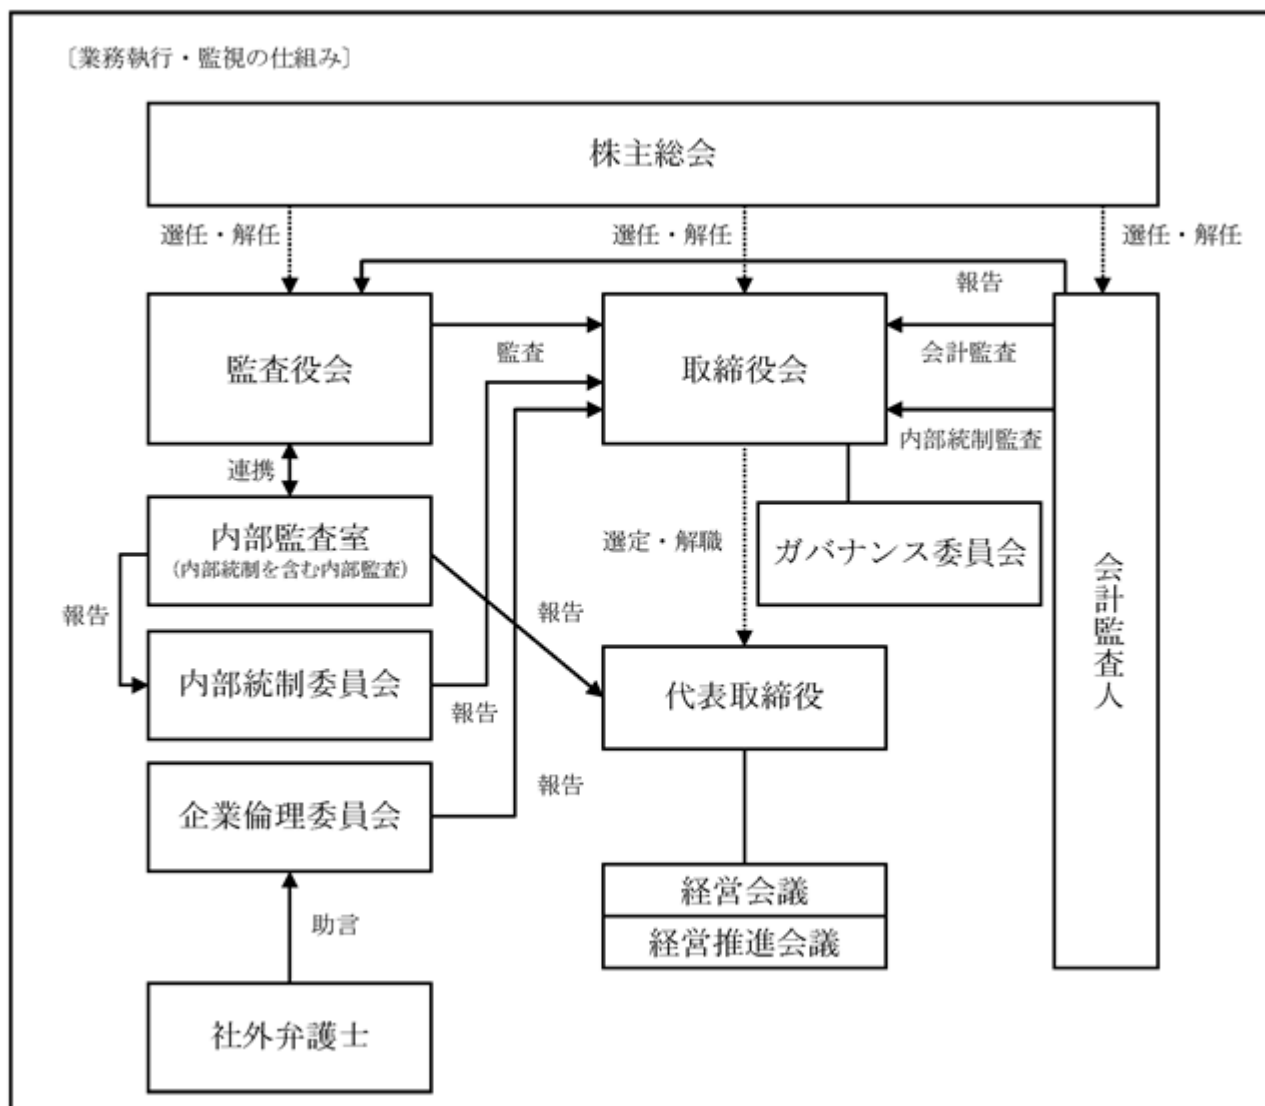 〔業務執行・監視の仕組み〕
株主総会
選任・解任
選任・解任
選任・解任
報告
監査役会
監査
取締役会
会計監査
内部統制監査
連携
内部監査室
(内部統制を含む内部監査)
選定・解職
ガバナンス委員会
会計監査人
報告
報告
内部統制委員会
報告
代表取締役
企業倫理委員会
報告
経営会議
経営推進会議
助言
社外弁護士